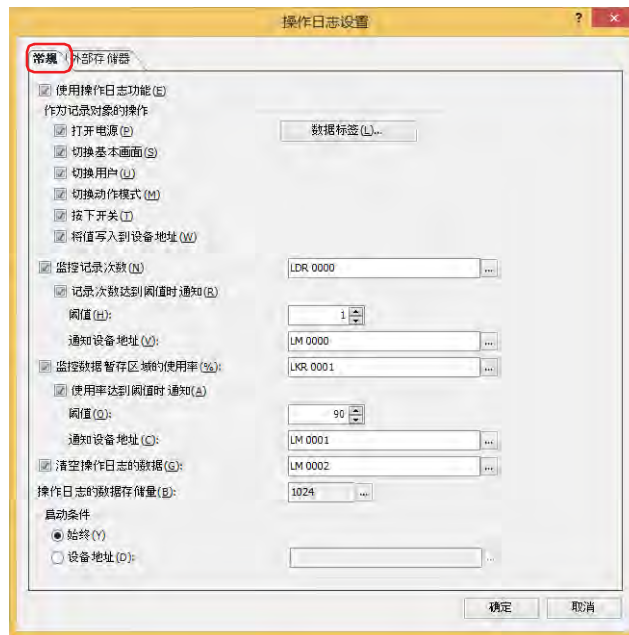 操作日志设置
? ×
常规 外部存储器
使用操作日志功能(E)
作为记录对象的操作
打开电源(P) 数据标签(L)...
切换基本画面(S)
切换用户(U)
切换动作模式(M)
按下开关(T)
将值写入到设备地址(W)
监控记录次数(N) LDR 0000 ...
记录次数达到阈值时通知(R)
阈值(H): 1
通知设备地址(V): LM 0000 ...
监控数据暂存区域的使用率(%): LKR 0001 ...
使用率达到阈值时通知(A)
阈值(O): 90
通知设备地址(C): LM 0001 ...
清空操作日志的数据(G): LM 0002 ...
操作日志的数据存储量(B): 1024 ...
启动条件
始终(Y)
设备地址(D): ...
确定 取消